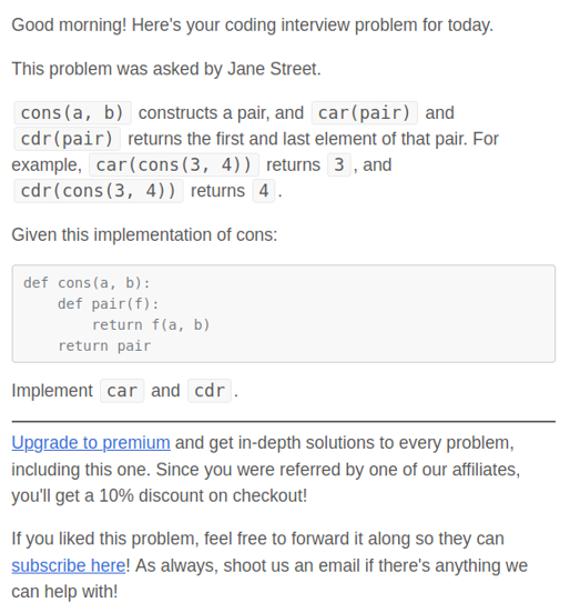 Good morning! Here's your coding interview problem for today.
This problem was asked by Jane Street.
cons(a, b) constructs a pair, and car(pair) and
cdr(pair) returns the first and last element of that pair. For
example, car(cons(3, 4)) returns 3, and
cdr(cons(3, 4)) returns 4.
Given this implementation of cons:
def cons(a, b):
    def pair(f):
        return f(a, b)
    return pair
Implement car and cdr.
Upgrade to premium and get in-depth solutions to every problem,
including this one. Since you were referred by one of our affiliates,
you'll get a 10% discount on checkout!
If you liked this problem, feel free to forward it along so they can
subscribe here! As always, shoot us an email if there's anything we
can help with!